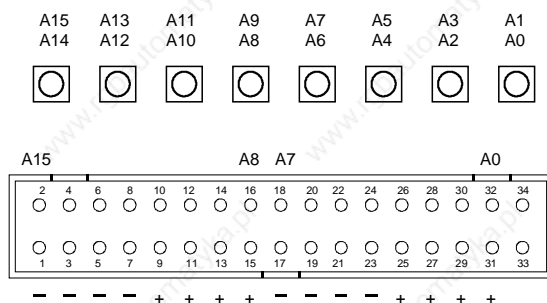 A15 A13 A11 A9 A7 A5 A3 A1
A14 A12 A10 A8 A6 A4 A2 A0
A15 A8 A7 A0
2 4 6 8 10 12 14 16 18 20 22 24 26 28 30 32 34
1 3 5 7 9 11 13 15 17 19 21 23 25 27 29 31 33
– – – – + + + + – – – – + + + +